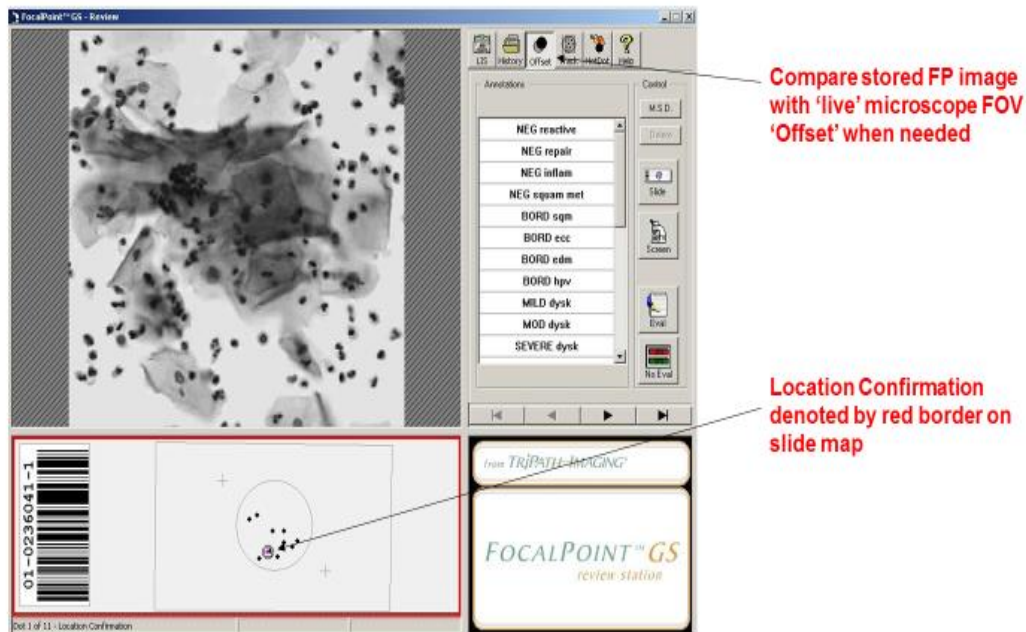 FocalPoint™ GS - Review
LIS
History
Offset
HotDot
Help
Annotations
Control
NEG reactive
NEG repair
NEG inflam
NEG squam met
BORD sqm
BORD ecc
BORD edm
BORD hpv
MILD dysk
MOD dysk
SEVERE dysk
M.S.D.
Delete
Slide
Screen
Eval
No Eval
Compare stored FP image
with ‘live’ microscope FOV
‘Offset’ when needed
Location Confirmation
denoted by red border on
slide map
01-0236041-1
from TRIPATH IMAGING
FOCALPOINT™ GS
review station
Dot 1 of 11 - Location Confirmation